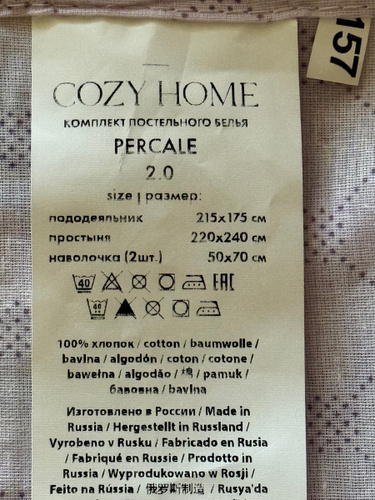 157
COZY HOME
КОМПЛЕКТ ПОСТЕЛЬНОГО БЕЛЬЯ
PERCALE
2.0
size | размер:
пододеяльник 215x175 см
простыня 220x240 см
наволочка (2шт.) 50x70 см
40 EAC
40
100% хлопок / cotton / baumwolle /
bavlna / algodón / coton / cotone /
bawełna / algodão / 棉 / pamuk /
бавовна / bavlna
Изготовлено в России / Made in
Russia / Hergestellt in Russland /
Vyrobeno v Rusku / Fabricado en Rusia
/ Fabriqué en Russie / Prodotto in
Russia / Wyprodukowano w Rosji /
Feito na Rússia / 俄罗斯制造 / Rusya'da